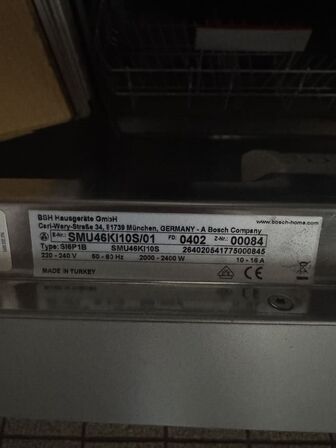 BSH Hausgeräte GmbH
Carl-Wery-Straße 34, 81739 München, GERMANY - A Bosch Company
www.bosch-home.com
E-Nr.: SMU46KI10S/01 FD: 0402 Z-Nr.: 00084
Type: SI6P1B SMU46KI10S 264020541775000845
220 - 240 V 50 - 60 Hz 2000 - 2400 W 10 - 16 A
MADE IN TURKEY